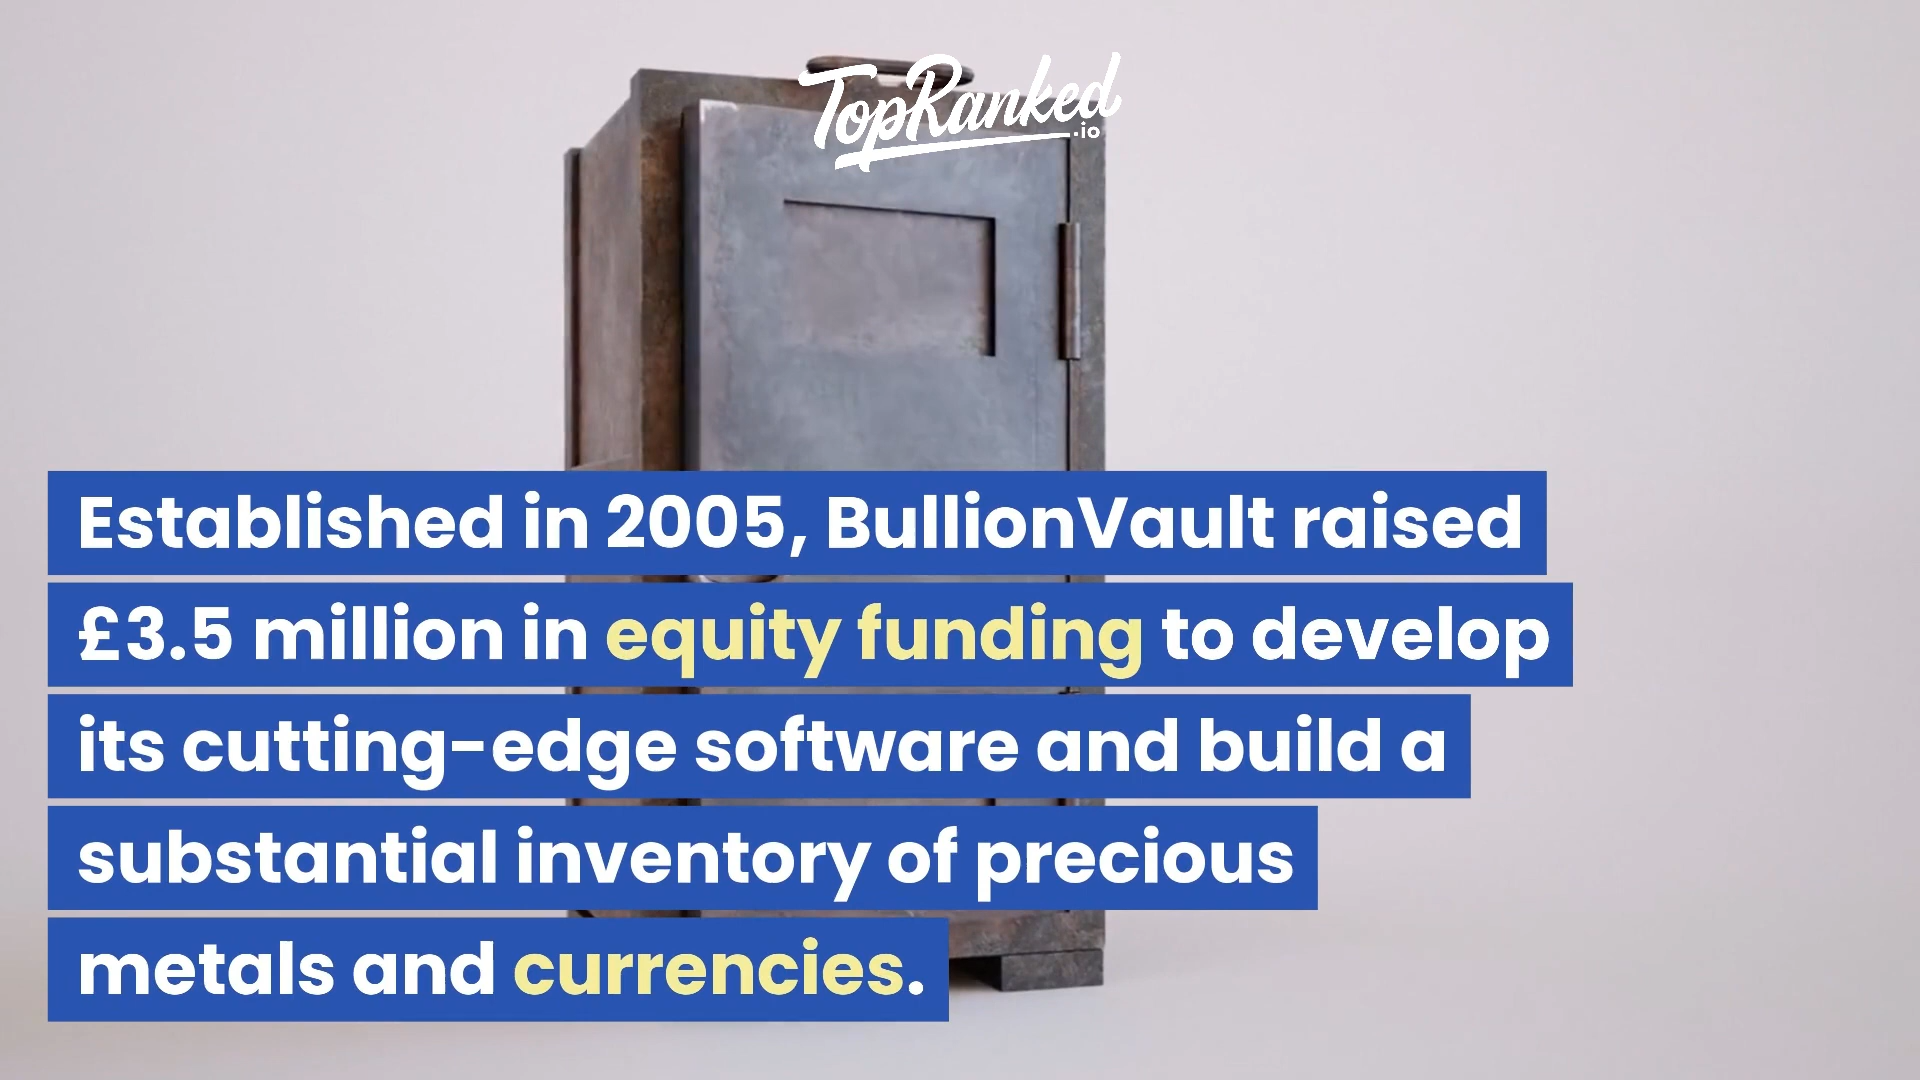 TopRanked
.io
Established in 2005, BullionVault raised
£3.5 million in equity funding to develop
its cutting-edge software and build a
substantial inventory of precious
metals and currencies.